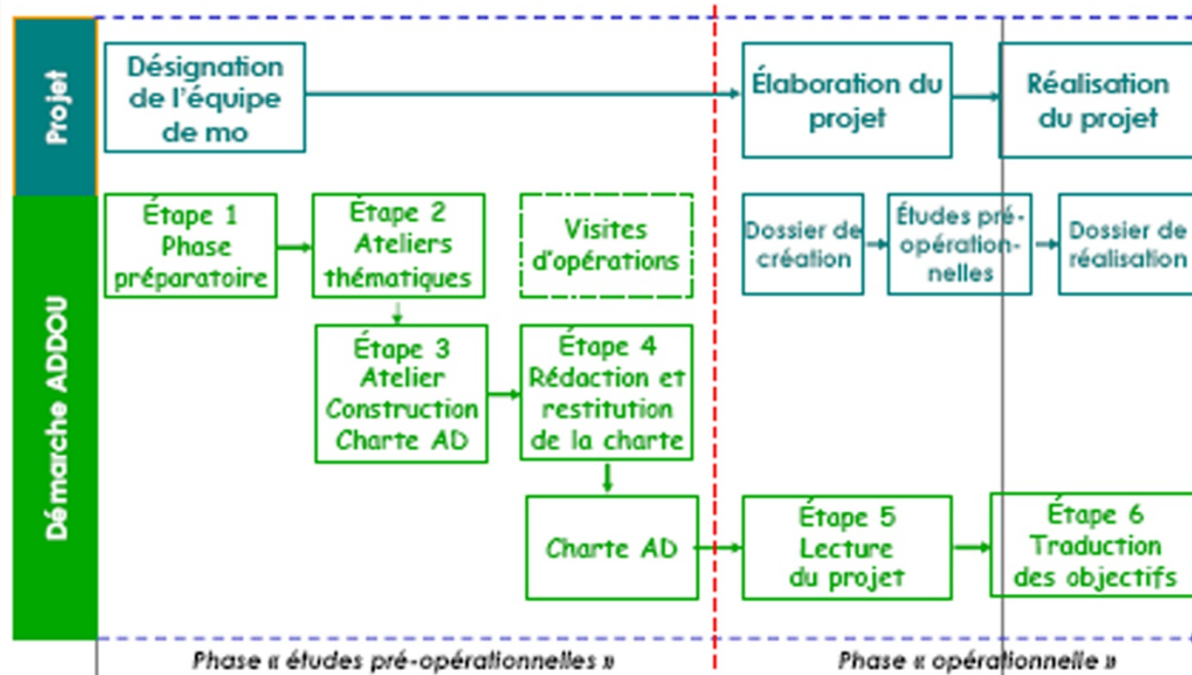 Projet
Désignation
de l'équipe
de mo
Élaboration du
projet
Réalisation
du projet
Démarche ADDOU
Étape 1
Phase
préparatoire
Étape 2
Ateliers
thématiques
Visites
d'opérations
Dossier de
création
Études pré-
opération-
nelles
Dossier de
réalisation
Étape 3
Atelier
Construction
Charte AD
Étape 4
Rédaction et
restitution
de la charte
Charte AD
Étape 5
Lecture
du projet
Étape 6
Traduction
des objectifs
Phase « études pré-opérationnelles »
Phase « opérationnelle »